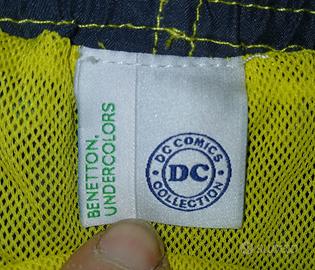 BENETTON,
UNDERCOLORS
DC COMICS
DC
COLLECTION